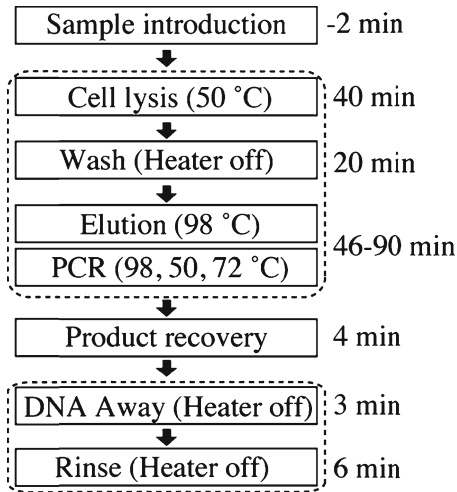 Sample introduction -2 min
Cell lysis (50 ˚C) 40 min
Wash (Heater off) 20 min
Elution (98 ˚C)
46-90 min
PCR (98, 50, 72 ˚C)
Product recovery 4 min
DNA Away (Heater off) 3 min
Rinse (Heater off) 6 min